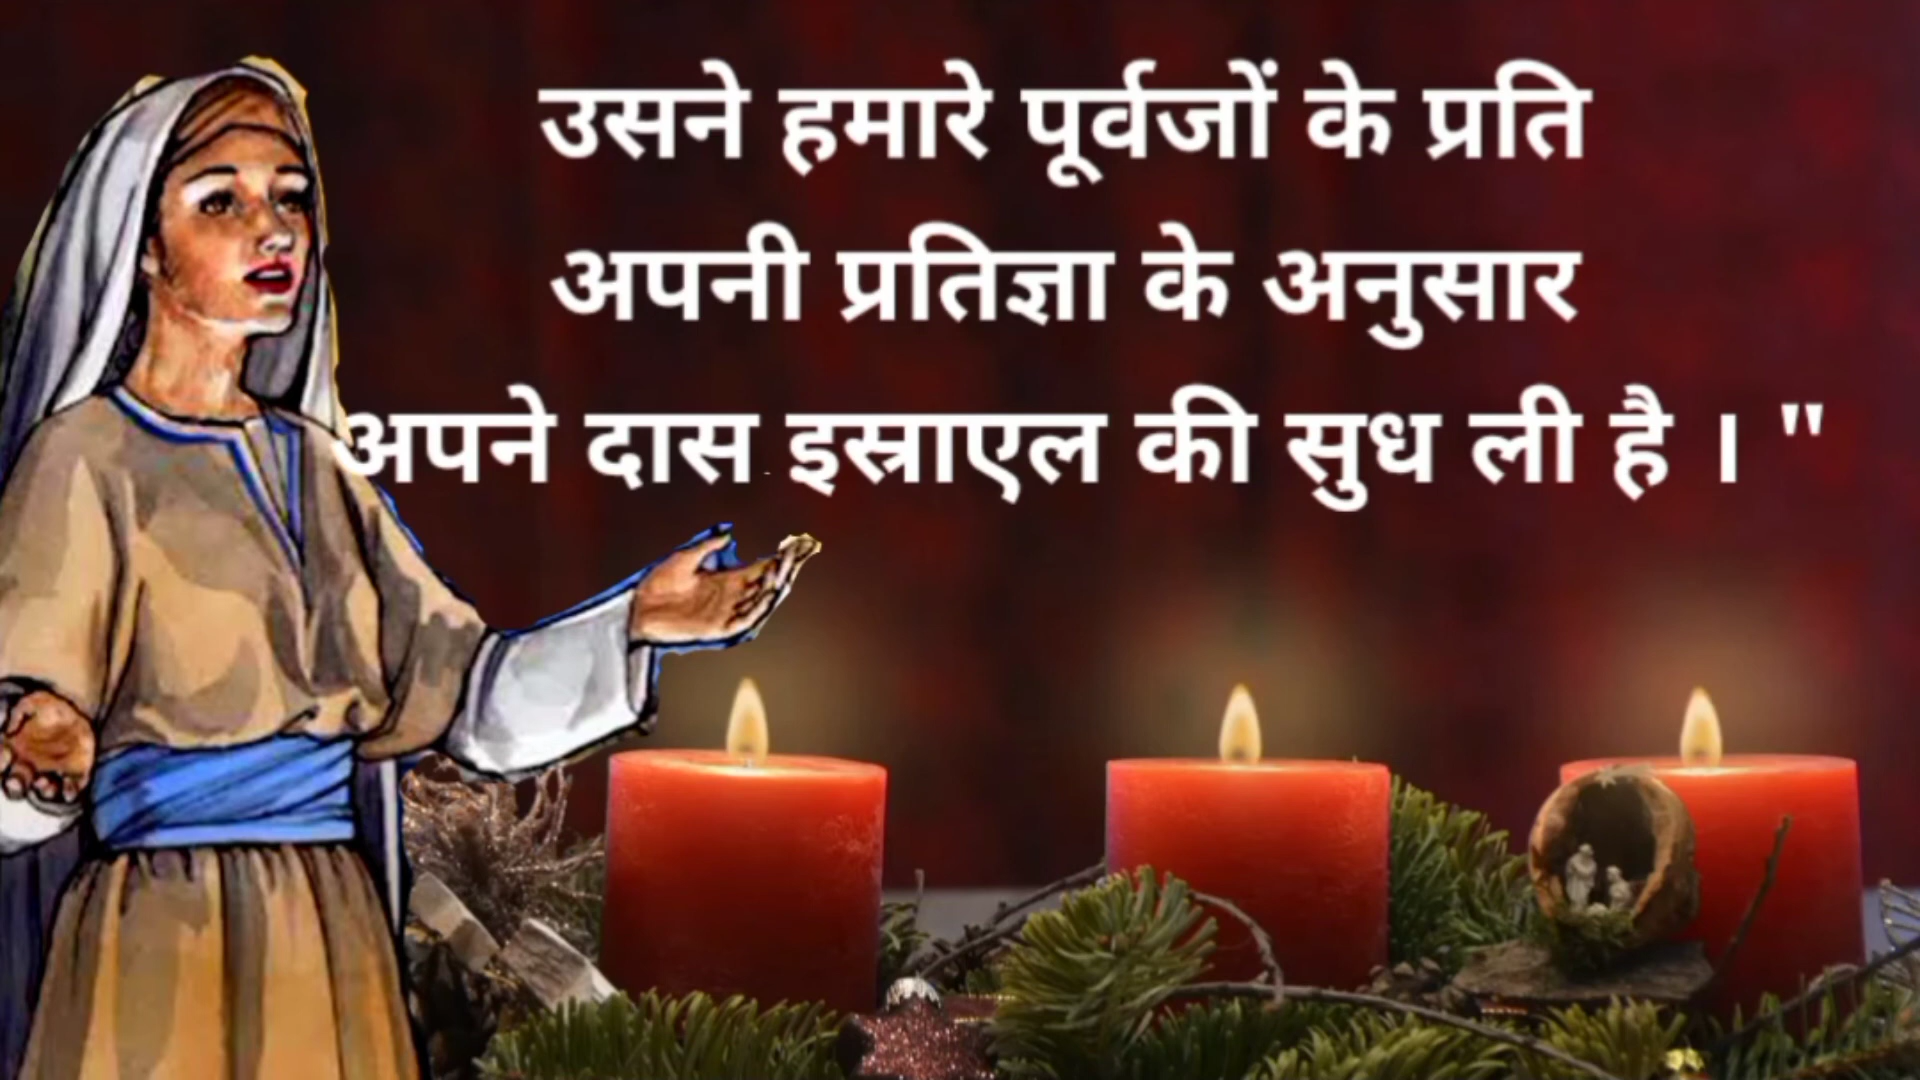 उसने हमारे पूर्वजों के प्रति
अपनी प्रतिज्ञा के अनुसार
अपने दास इस्राएल की सुध ली है । "